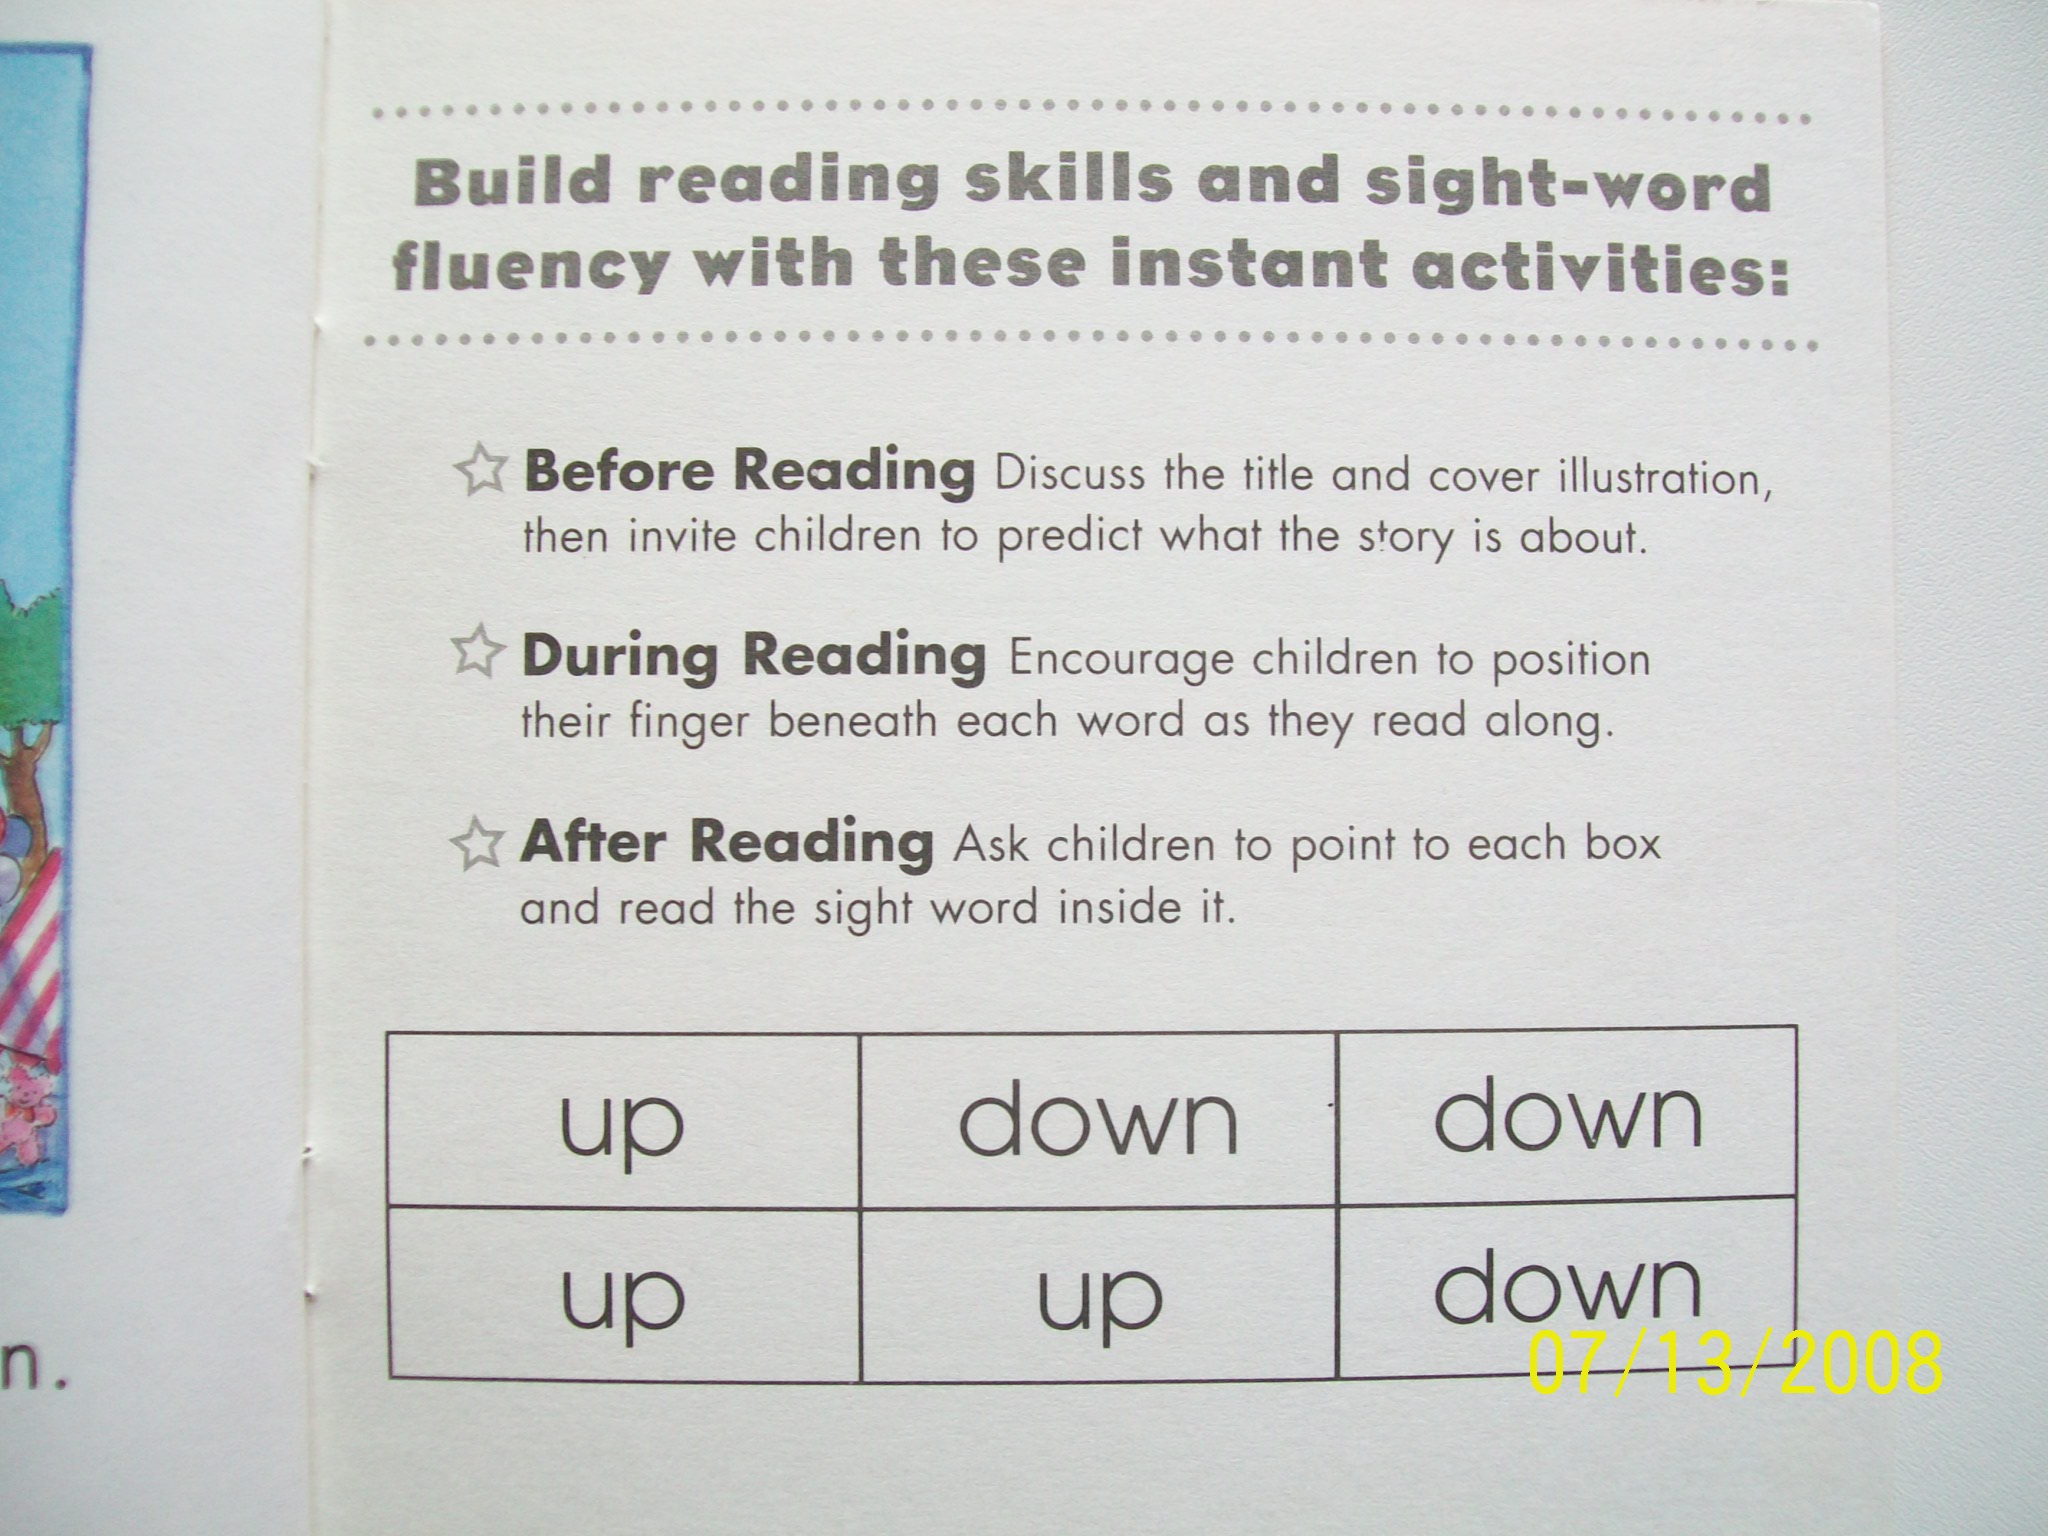 Build reading skills and sight-word
fluency with these instant activities:
Before Reading Discuss the title and cover illustration,
then invite children to predict what the story is about.
During Reading Encourage children to position
their finger beneath each word as they read along.
After Reading Ask children to point to each box
and read the sight word inside it.
up down down
up up down
07/13/2008